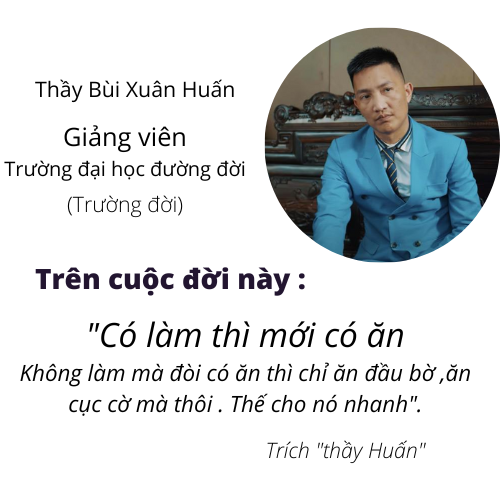 Thầy Bùi Xuân Huấn
Giảng viên
Trường đại học đường đời
(Trường đời)
Trên cuộc đời này :
"Có làm thì mới có ăn
Không làm mà đòi có ăn thì chỉ ăn đầu bờ ,ăn
cục cờ mà thôi . Thế cho nó nhanh".
Trích "thầy Huấn"